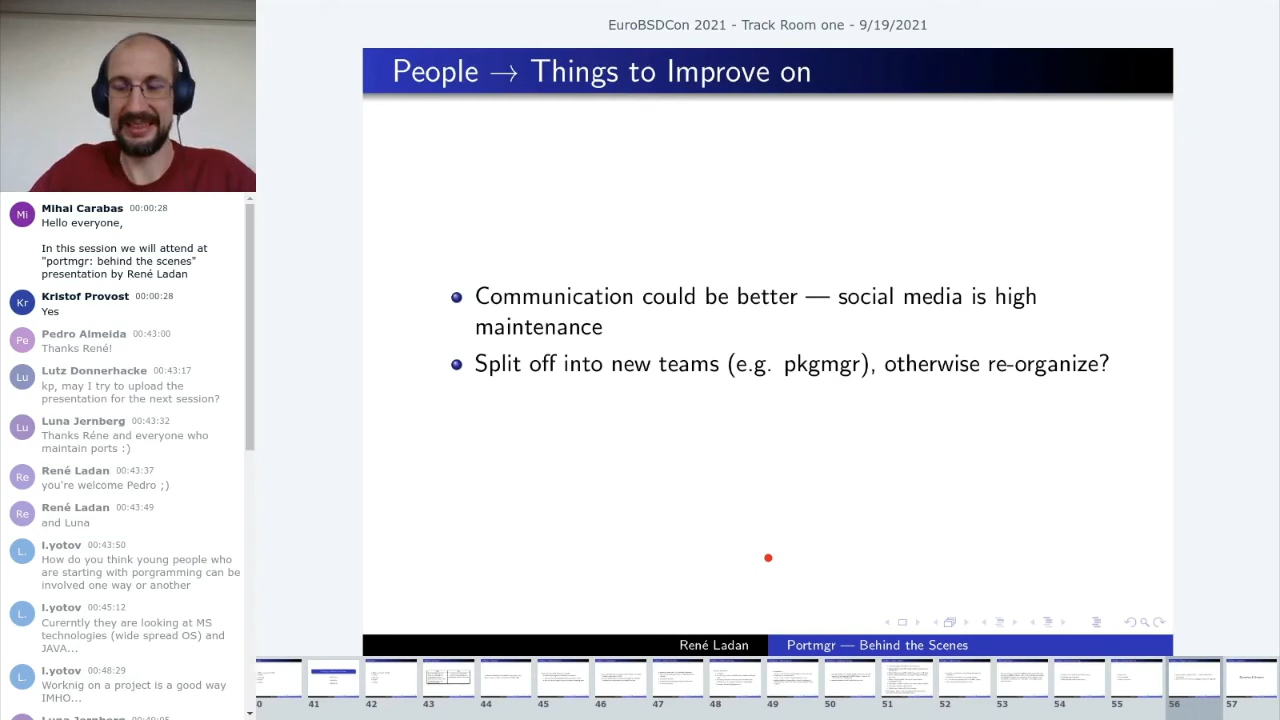 EuroBSDCon 2021 - Track Room one - 9/19/2021
People → Things to Improve on
Communication could be better — social media is high
maintenance
Split off into new teams (e.g. pkgmgr), otherwise re-organize?
René Ladan
Portmgr — Behind the Scenes
Mi
Mihai Carabas 00:00:28
Hello everyone,
In this session we will attend at
"portmgr: behind the scenes"
presentation by René Ladan
Kr
Kristof Provost 00:00:28
Yes
Pe
Pedro Almeida 00:43:00
Thanks René!
Lu
Lutz Donnerhacke 00:43:17
kp, may I try to upload the
presentation for the next session?
Lu
Luna Jernberg 00:43:32
Thanks Réne and everyone who
maintain ports :)
Re
René Ladan 00:43:37
you're welcome Pedro ;)
Re
René Ladan 00:43:49
and Luna
L.
l.yotov 00:43:50
How do you think young people who
are starting with porgramming can be
involved one way or another
L.
l.yotov 00:45:12
Curerntly they are looking at MS
technologies (wide spread OS) and
JAVA...
L.
l.yotov 00:48:29
Worknig on a project is a good way
IMHO...
41 42 43 44 45 46 47 48 49 50 51 52 53 54 55 56 57